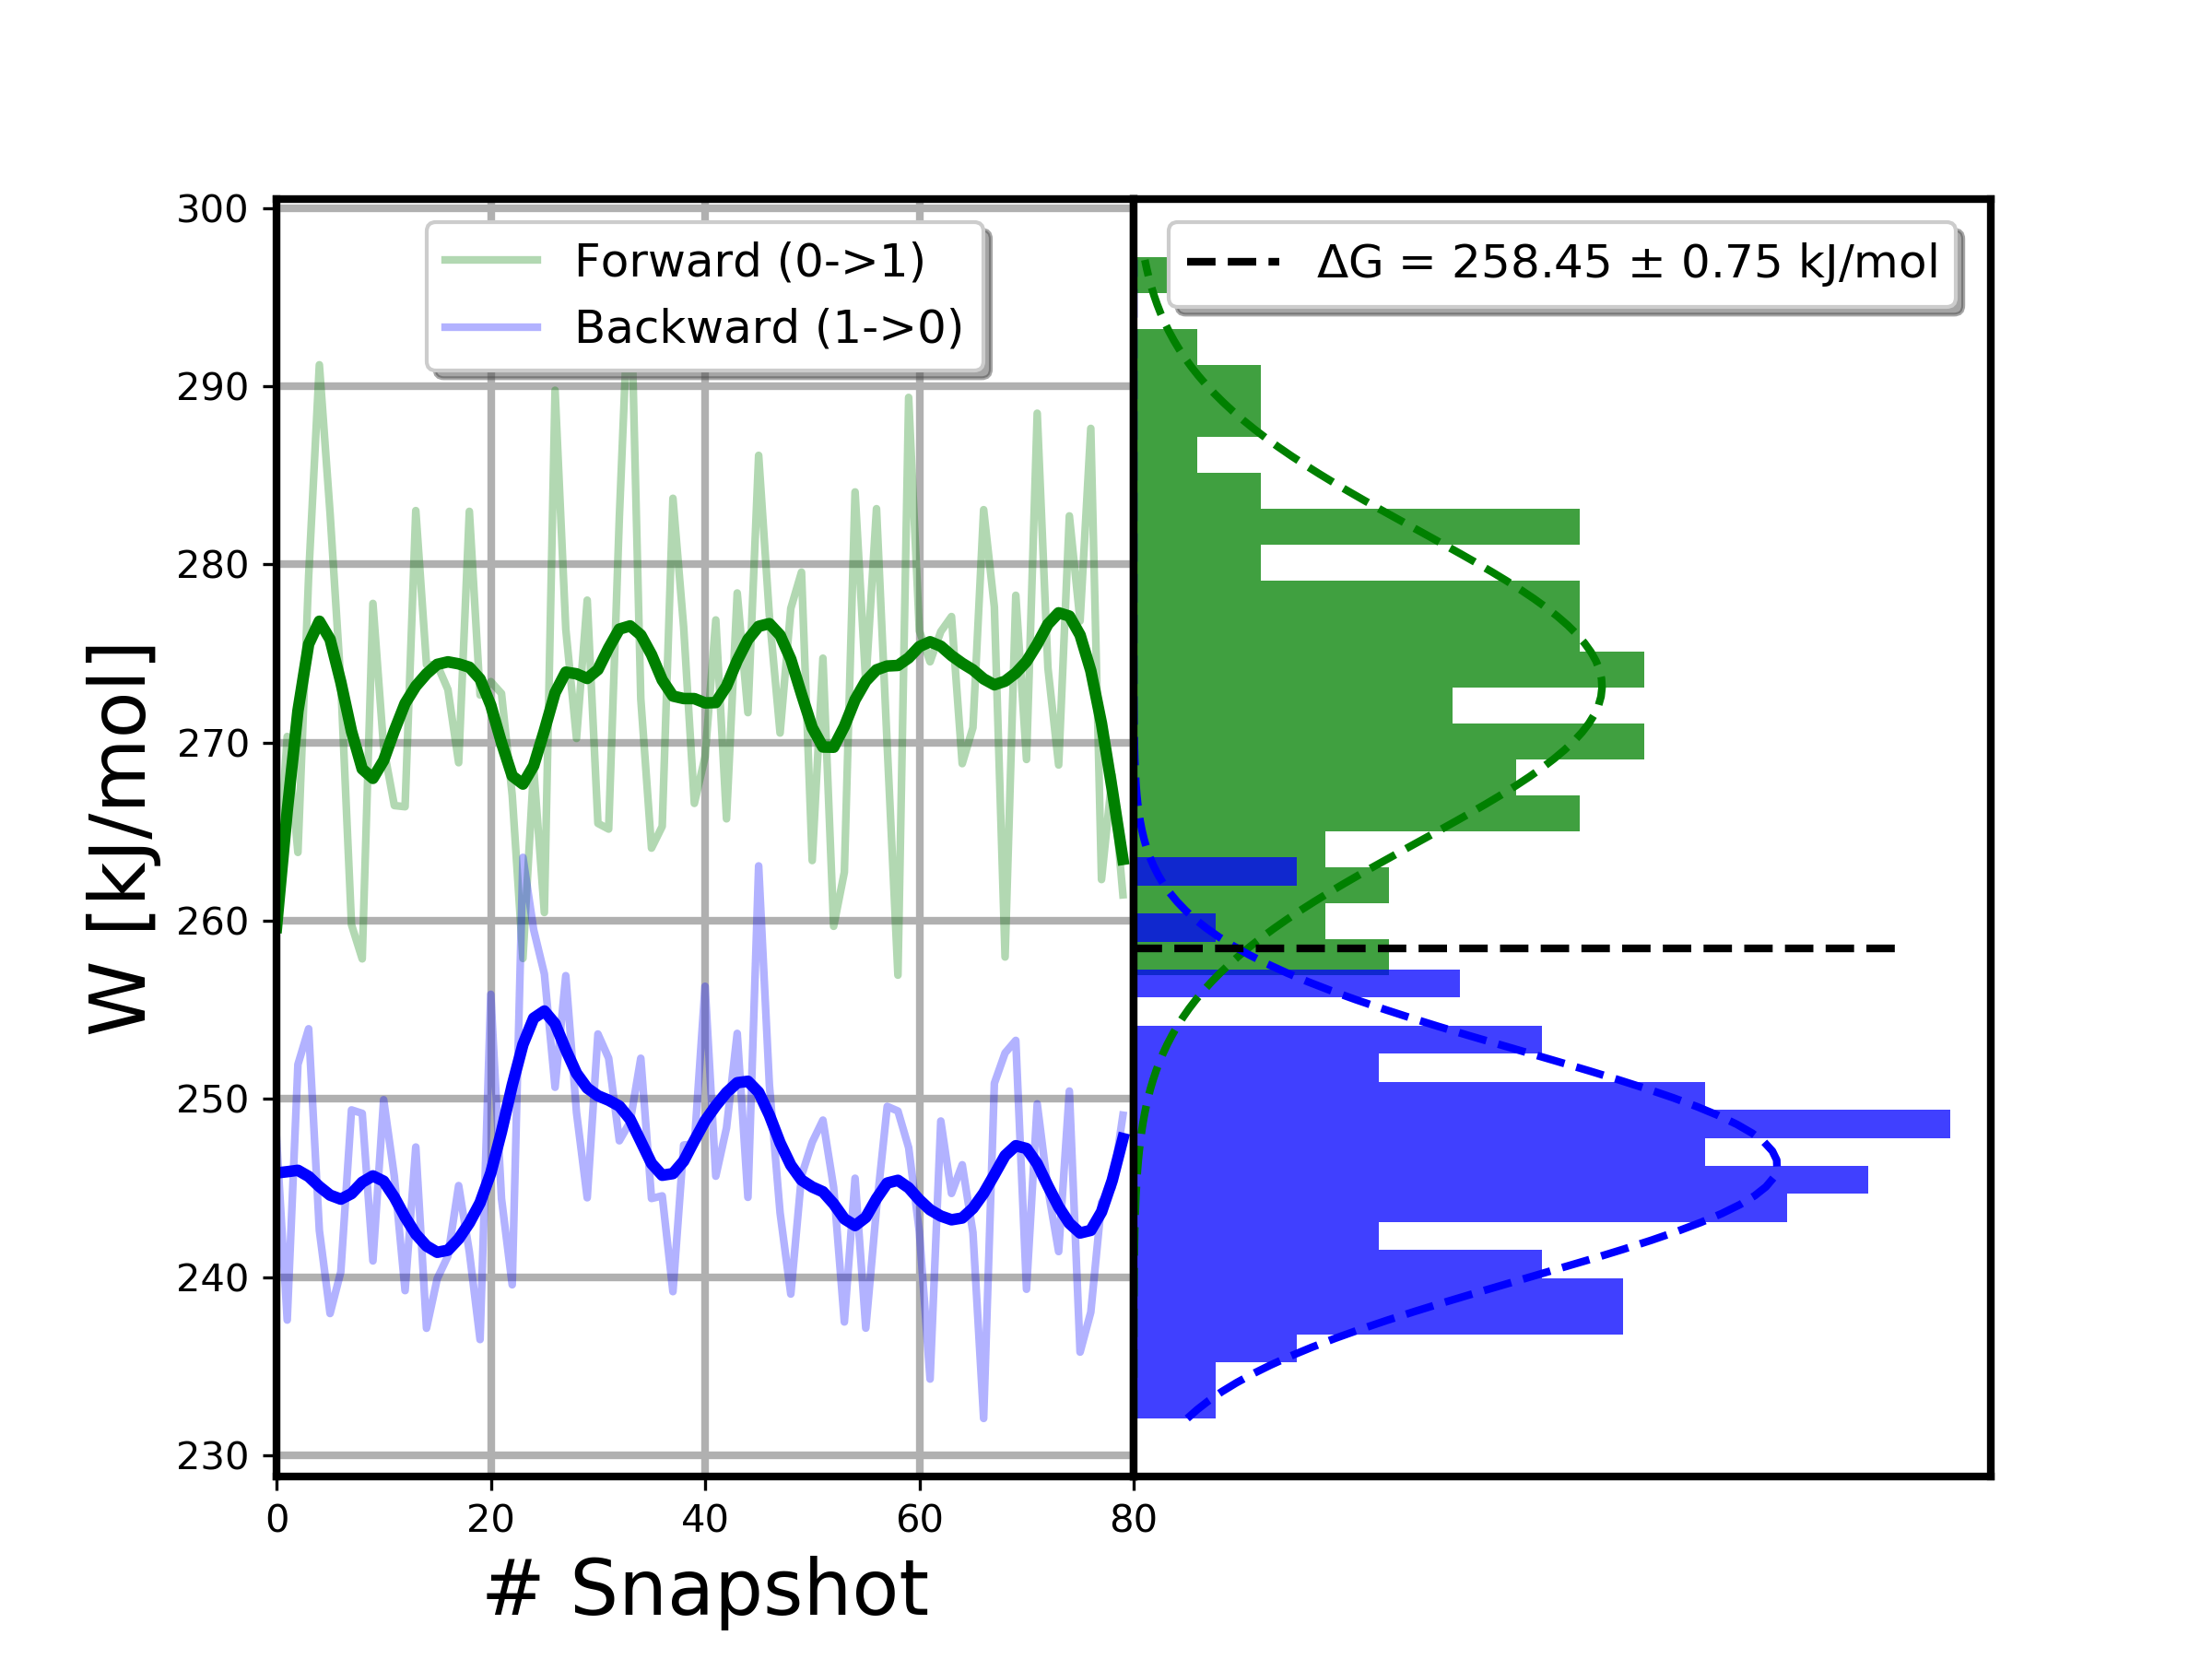 300
290
280
270
260
250
240
230
W [kJ/mol]
Forward (0->1)
Backward (1->0)
ΔG = 258.45 ± 0.75 kJ/mol
0 20 40 60 80
# Snapshot